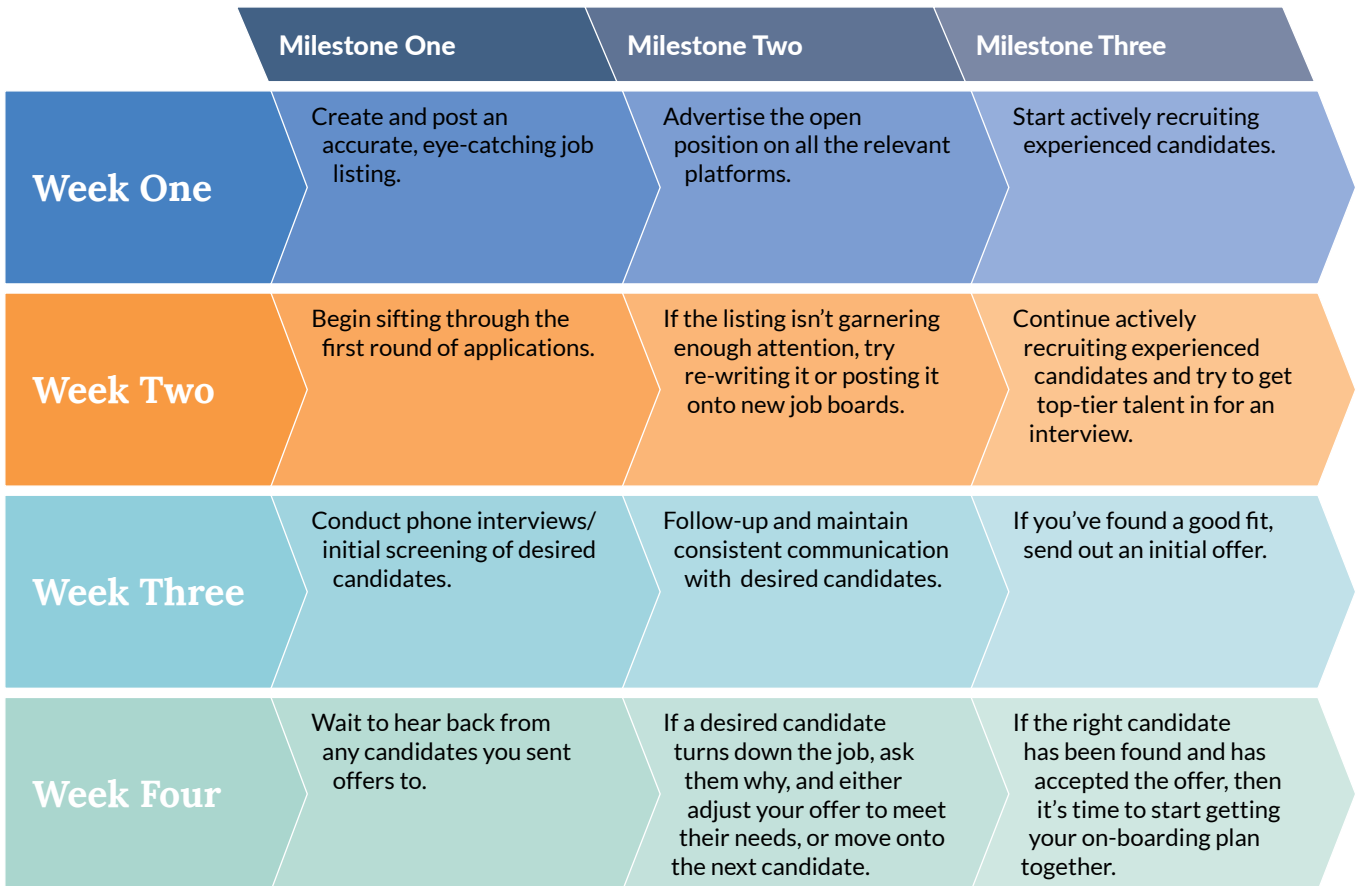 Milestone One
Milestone Two
Milestone Three
Week One
Create and post an
accurate, eye-catching job
listing.
Advertise the open
position on all the relevant
platforms.
Start actively recruiting
experienced candidates.
Week Two
Begin sifting through the
first round of applications.
If the listing isn’t garnering
enough attention, try
re-writing it or posting it
onto new job boards.
Continue actively
recruiting experienced
candidates and try to get
top-tier talent in for an
interview.
Week Three
Conduct phone interviews/
initial screening of desired
candidates.
Follow-up and maintain
consistent communication
with desired candidates.
If you’ve found a good fit,
send out an initial offer.
Week Four
Wait to hear back from
any candidates you sent
offers to.
If a desired candidate
turns down the job, ask
them why, and either
adjust your offer to meet
their needs, or move onto
the next candidate.
If the right candidate
has been found and has
accepted the offer, then
it’s time to start getting
your on-boarding plan
together.